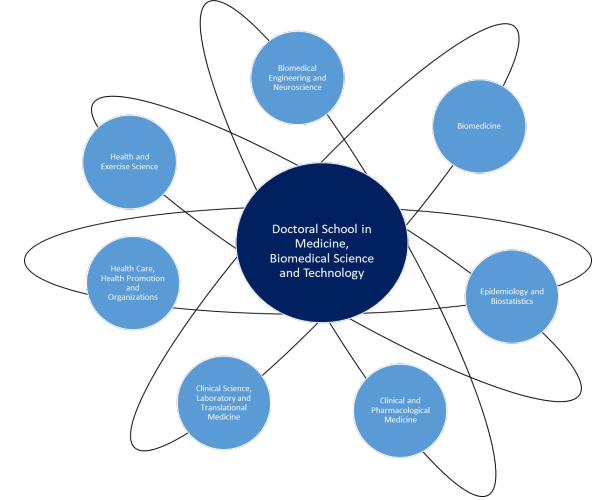 Biomedical
Engineering and
Neuroscience
Biomedicine
Health and
Exercise Science
Doctoral School in
Medicine,
Biomedical Science
and Technology
Health Care,
Health Promotion
and
Organizations
Epidemiology and
Biostatistics
Clinical Science,
Laboratory and
Translational
Medicine
Clinical and
Pharmacological
Medicine